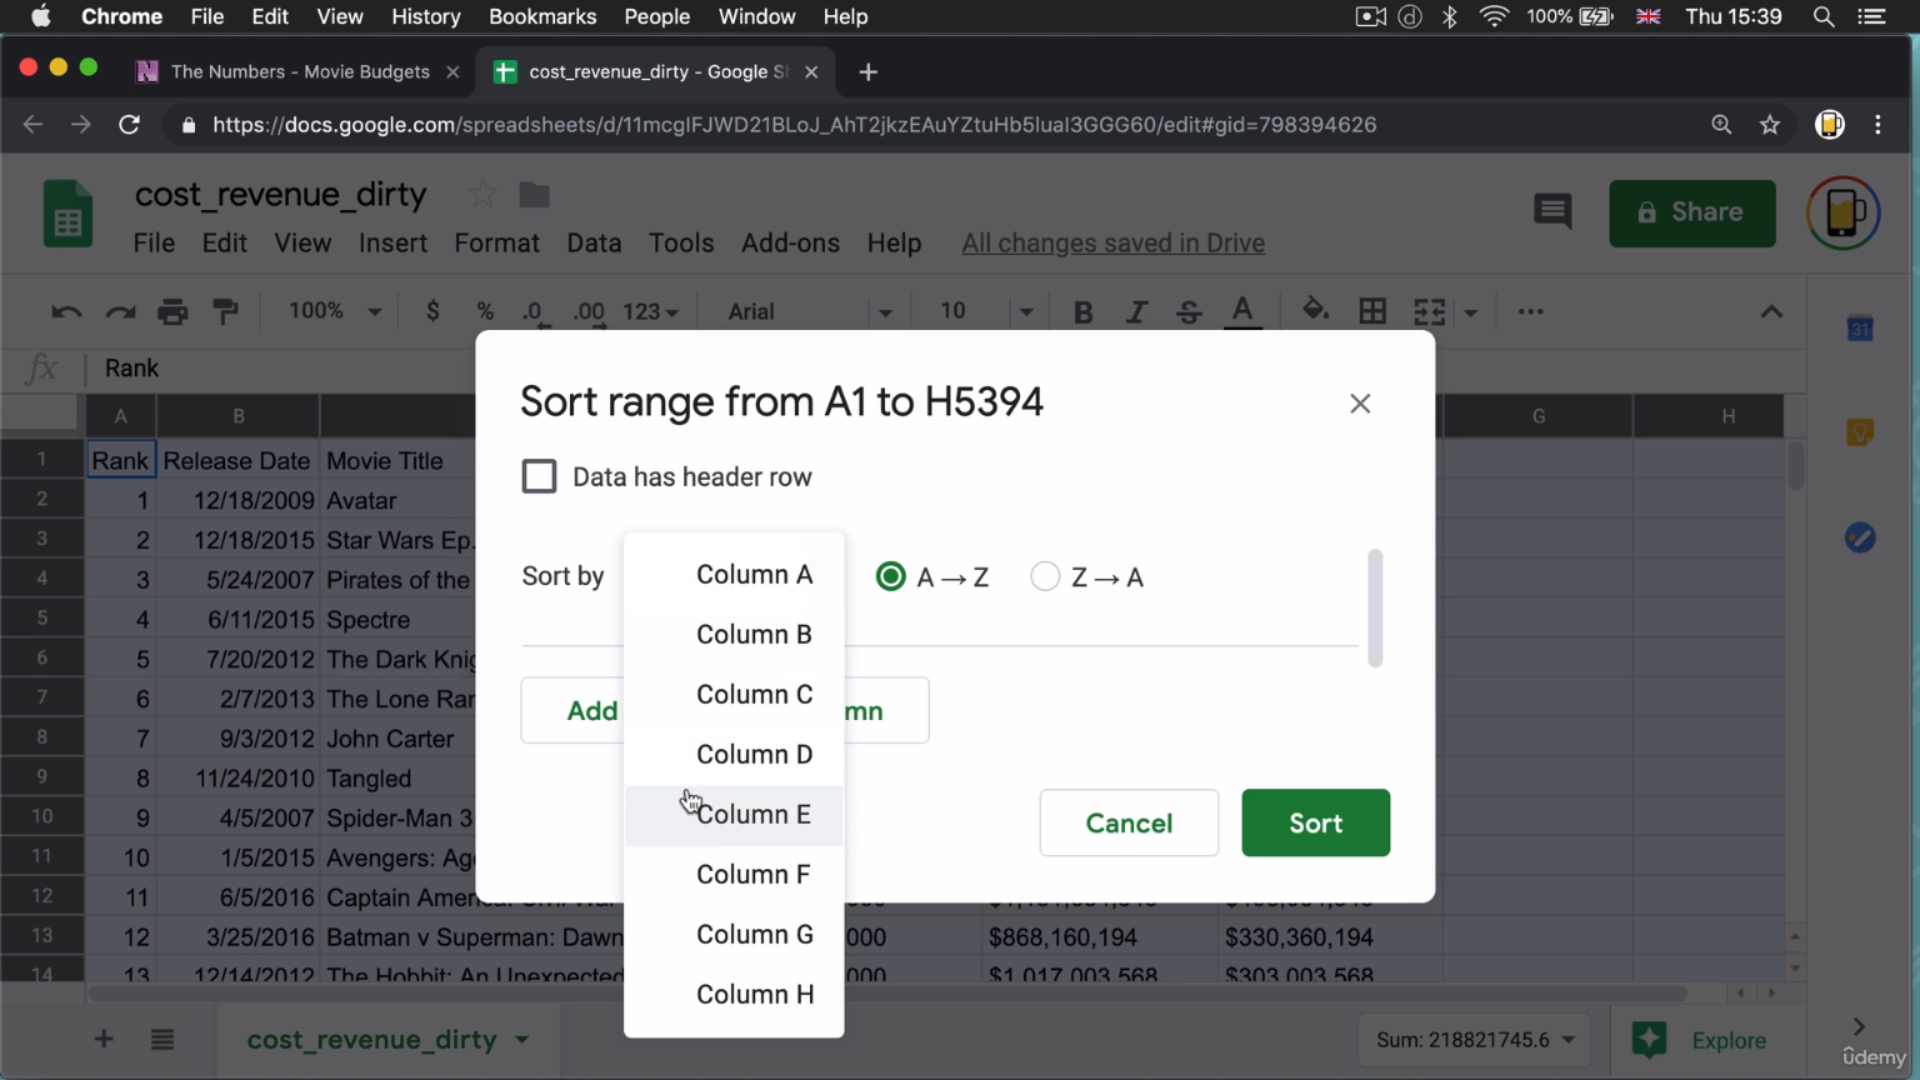 Chrome File Edit View History Bookmarks People Window Help 100% Thu 15:39
The Numbers - Movie Budgets cost_revenue_dirty - Google Sh
https://docs.google.com/spreadsheets/d/11mcgIFJWD21BLoJ_AhT2jkzEAuYZtuHb5lual3GGG60/edit#gid=798394626
cost_revenue_dirty
Share
File Edit View Insert Format Data Tools Add-ons Help All changes saved in Drive
100% $ % .0 .00 123 Arial 10 B I S A
31
fx Rank
A B G H
Sort range from A1 to H5394
Data has header row
Sort by
A → Z
Z → A
Column A
Column B
Column C
Column D
Column E
Column F
Column G
Column H
Add
mn
Cancel
Sort
1 Rank Release Date Movie Title
2 1 12/18/2009 Avatar
3 2 12/18/2015 Star Wars Ep.
4 3 5/24/2007 Pirates of the
5 4 6/11/2015 Spectre
6 5 7/20/2012 The Dark Knig
7 6 2/7/2013 The Lone Ran
8 7 9/3/2012 John Carter
9 8 11/24/2010 Tangled
10 9 4/5/2007 Spider-Man 3
11 10 1/5/2015 Avengers: Age
12 11 6/5/2016 Captain America:
13 12 3/25/2016 Batman v Superman: Dawn 000 $868,160,194 $330,360,194
14 13 12/14/2012 The Hobbit: An Unexpected 000 $1,017,003,568 $303,003,568
cost_revenue_dirty
Sum: 218821745.6
Explore
ûdemy